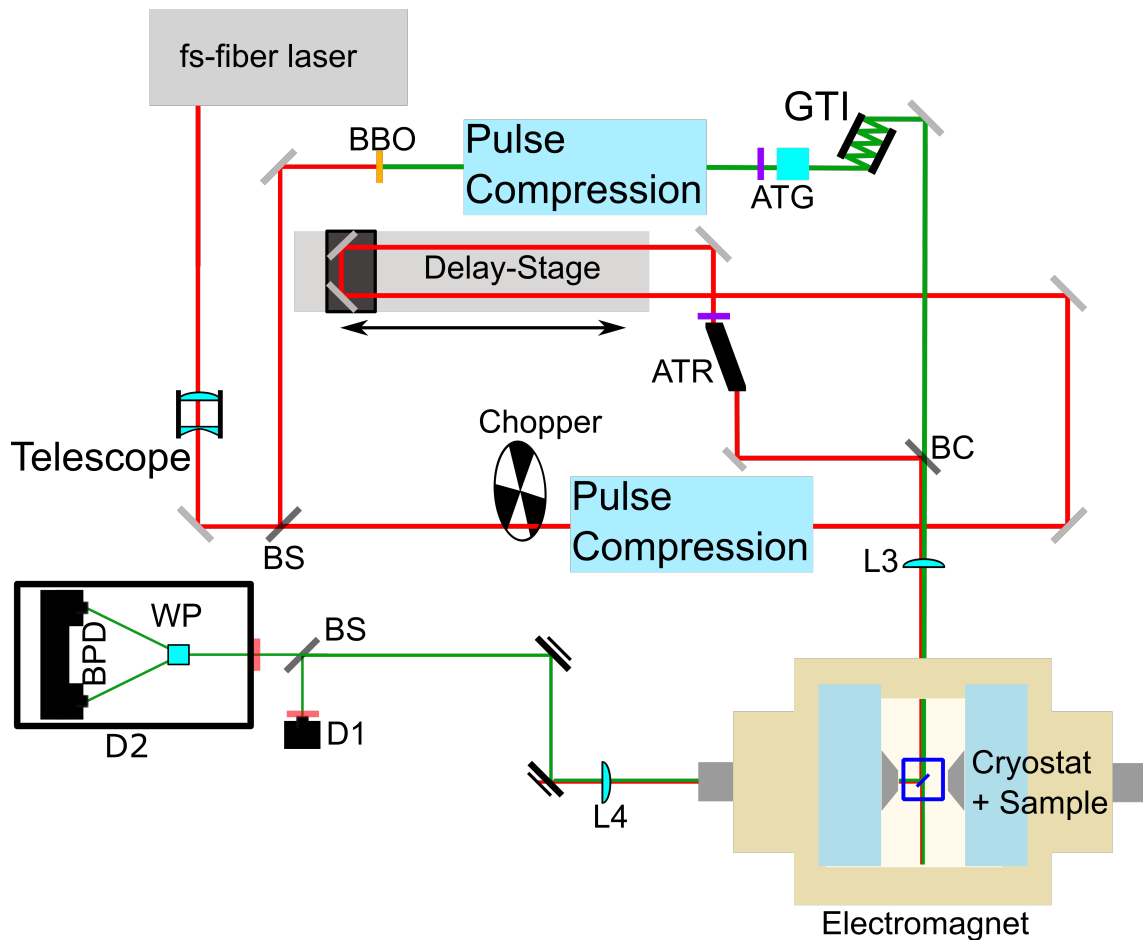 fs-fiber laser
GTI
BBO
Pulse
Compression
ATG
Delay-Stage
ATR
Chopper
BC
Telescope
Pulse
Compression
BS
L3
WP
BS
BPD
D1
D2
Cryostat
+ Sample
L4
Electromagnet